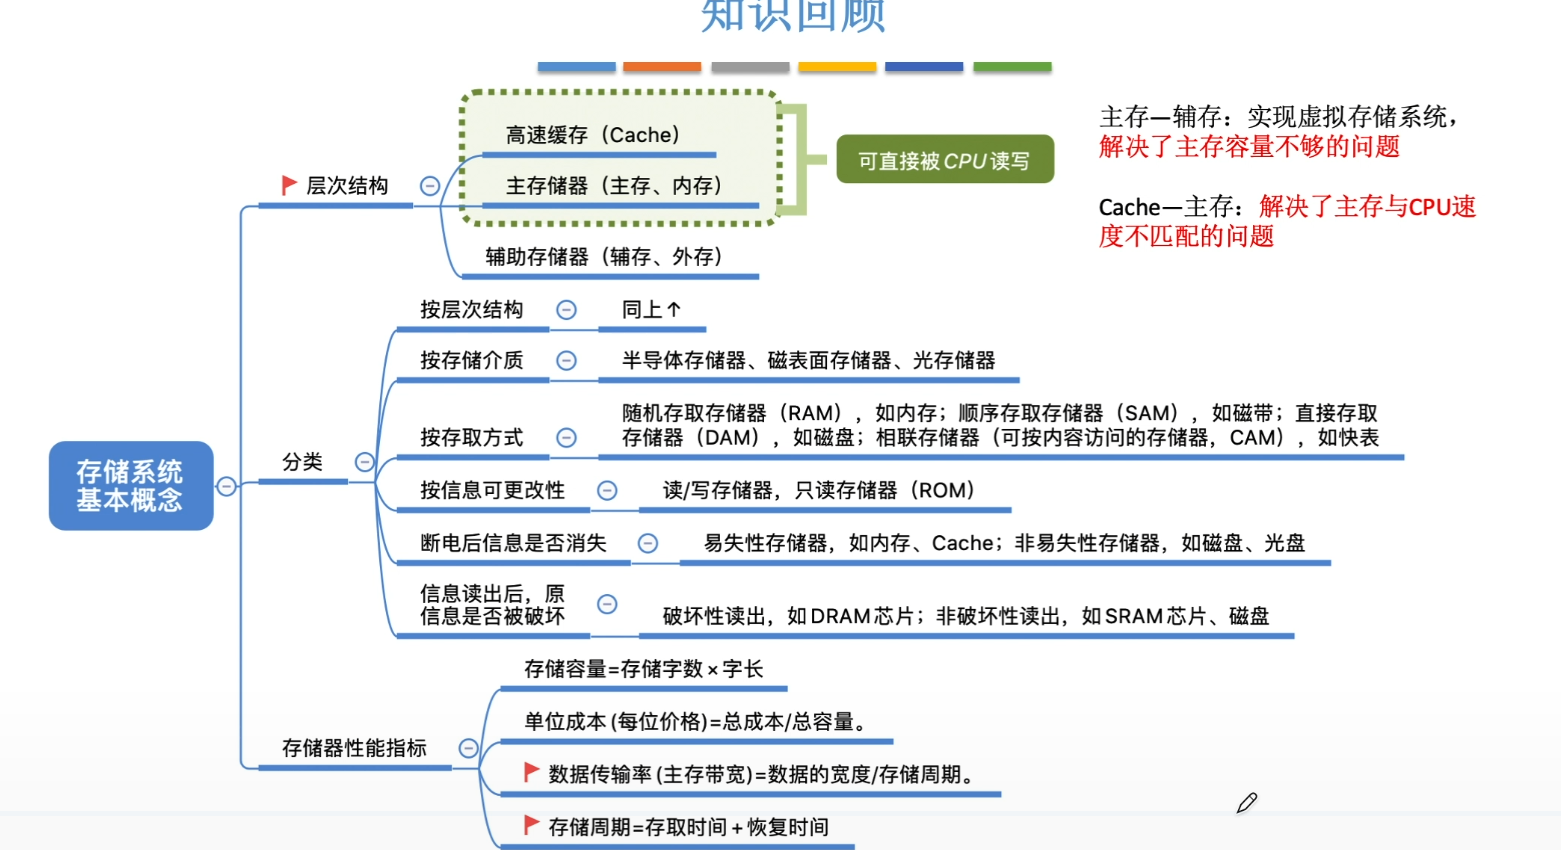 知识回顾
主存—辅存：实现虚拟存储系统，
解决了主存容量不够的问题
Cache—主存：解决了主存与CPU速
度不匹配的问题
高速缓存（Cache）
主存储器（主存、内存）
可直接被CPU读写
层次结构
辅助存储器（辅存、外存）
按层次结构
同上↑
按存储介质
半导体存储器、磁表面存储器、光存储器
按存取方式
随机存取存储器（RAM），如内存；顺序存取存储器（SAM），如磁带；直接存取
存储器（DAM），如磁盘；相联存储器（可按内容访问的存储器，CAM），如快表
分类
存储系统
基本概念
按信息可更改性
读/写存储器，只读存储器（ROM）
断电后信息是否消失
易失性存储器，如内存、Cache；非易失性存储器，如磁盘、光盘
信息读出后，原
信息是否被破坏
破坏性读出，如DRAM芯片；非破坏性读出，如SRAM芯片、磁盘
存储器性能指标
存储容量=存储字数×字长
单位成本(每位价格)=总成本/总容量。
数据传输率(主存带宽)=数据的宽度/存储周期。
存储周期=存取时间+恢复时间